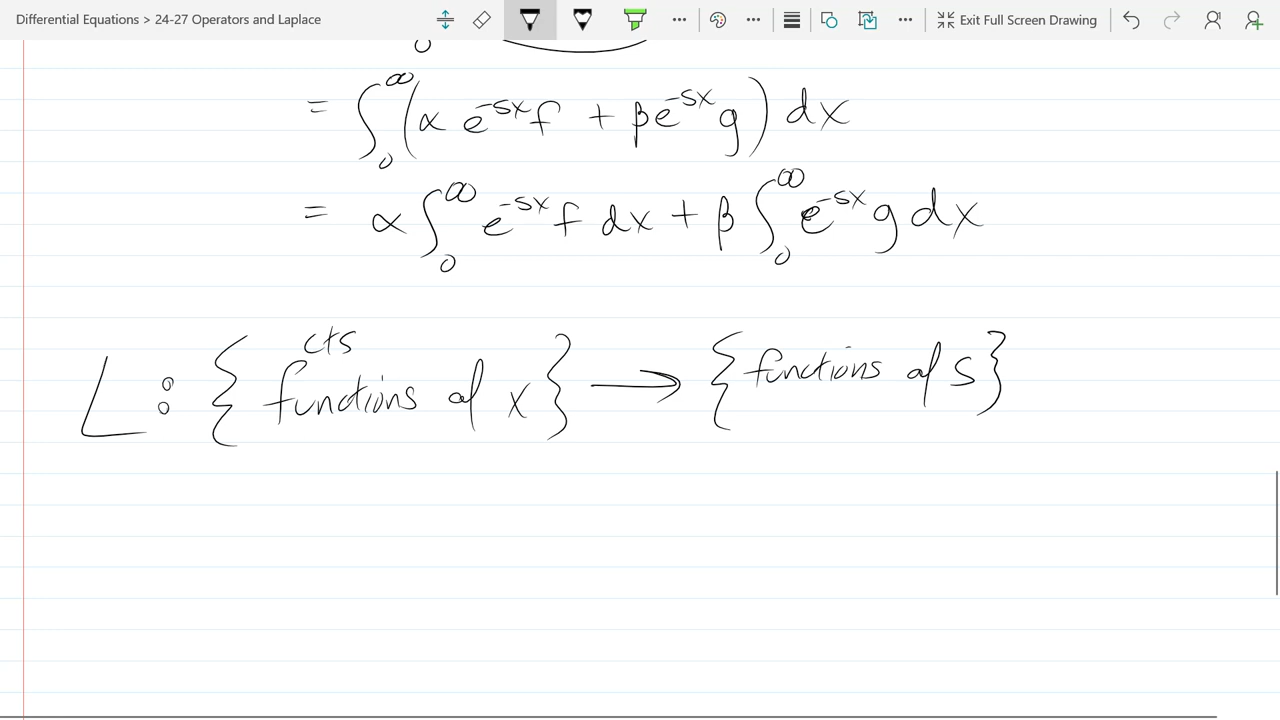 Differential Equations > 24-27 Operators and Laplace
Exit Full Screen Drawing
0
= ∫₀^∞ (α e^{-sx} f + β e^{-sx} g) dx
= α ∫₀^∞ e^{-sx} f dx + β ∫₀^∞ e^{-sx} g dx
cts
L : { functions of x } → { functions of s }